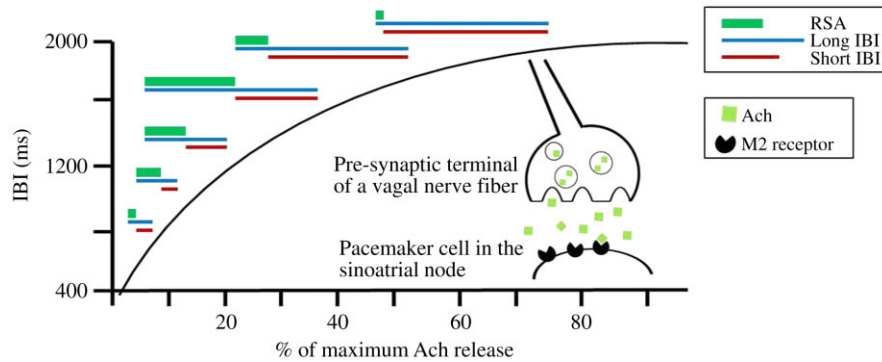 RSA
Long IBI
Short IBI
Ach
M2 receptor
2000
1200
400
IBI (ms)
Pre-synaptic terminal
of a vagal nerve fiber
Pacemaker cell in the
sinoatrial node
20
40
60
80
% of maximum Ach release